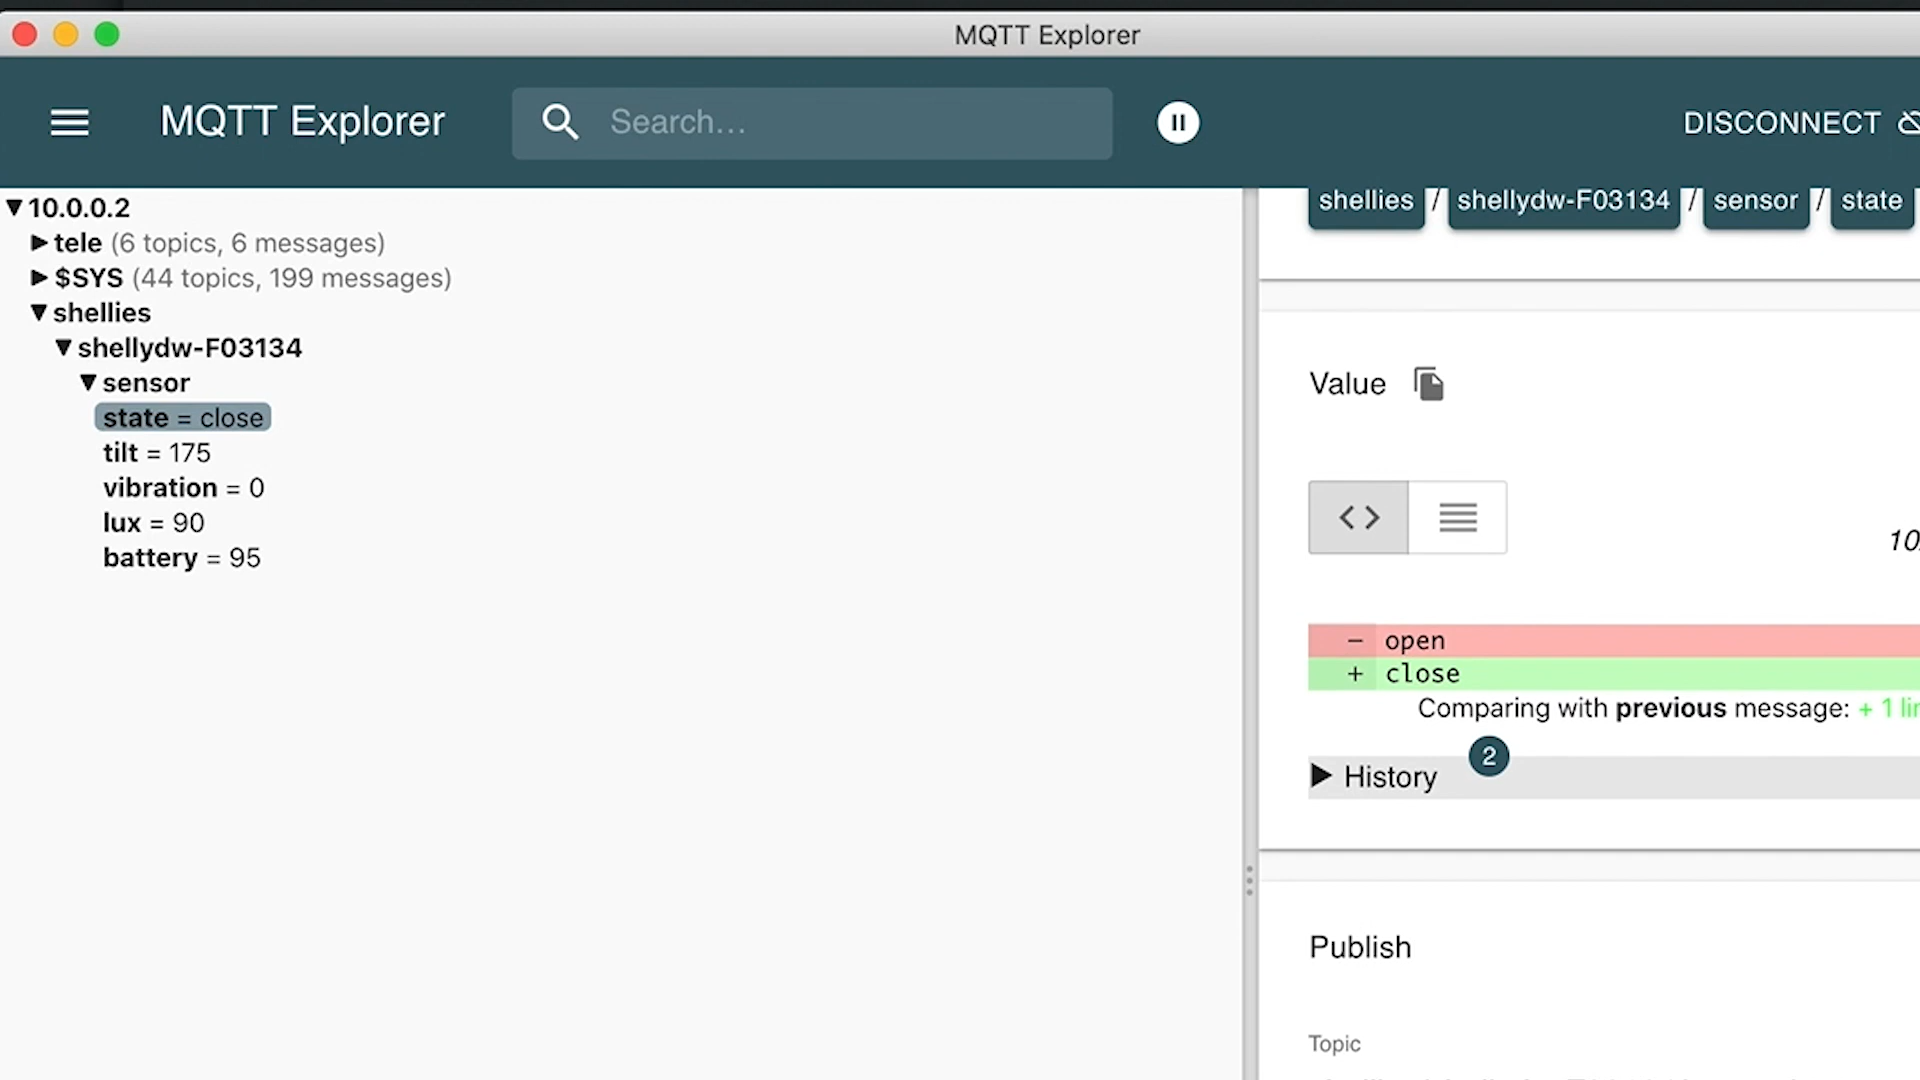 MQTT Explorer
MQTT Explorer
Search...
DISCONNECT
10.0.0.2
tele (6 topics, 6 messages)
$SYS (44 topics, 199 messages)
shellies
shellydw-F03134
sensor
state = close
tilt = 175
vibration = 0
lux = 90
battery = 95
shellies / shellydw-F03134 / sensor / state
Value
10
- open
+ close
Comparing with previous message: + 1
History 2
Publish
Topic